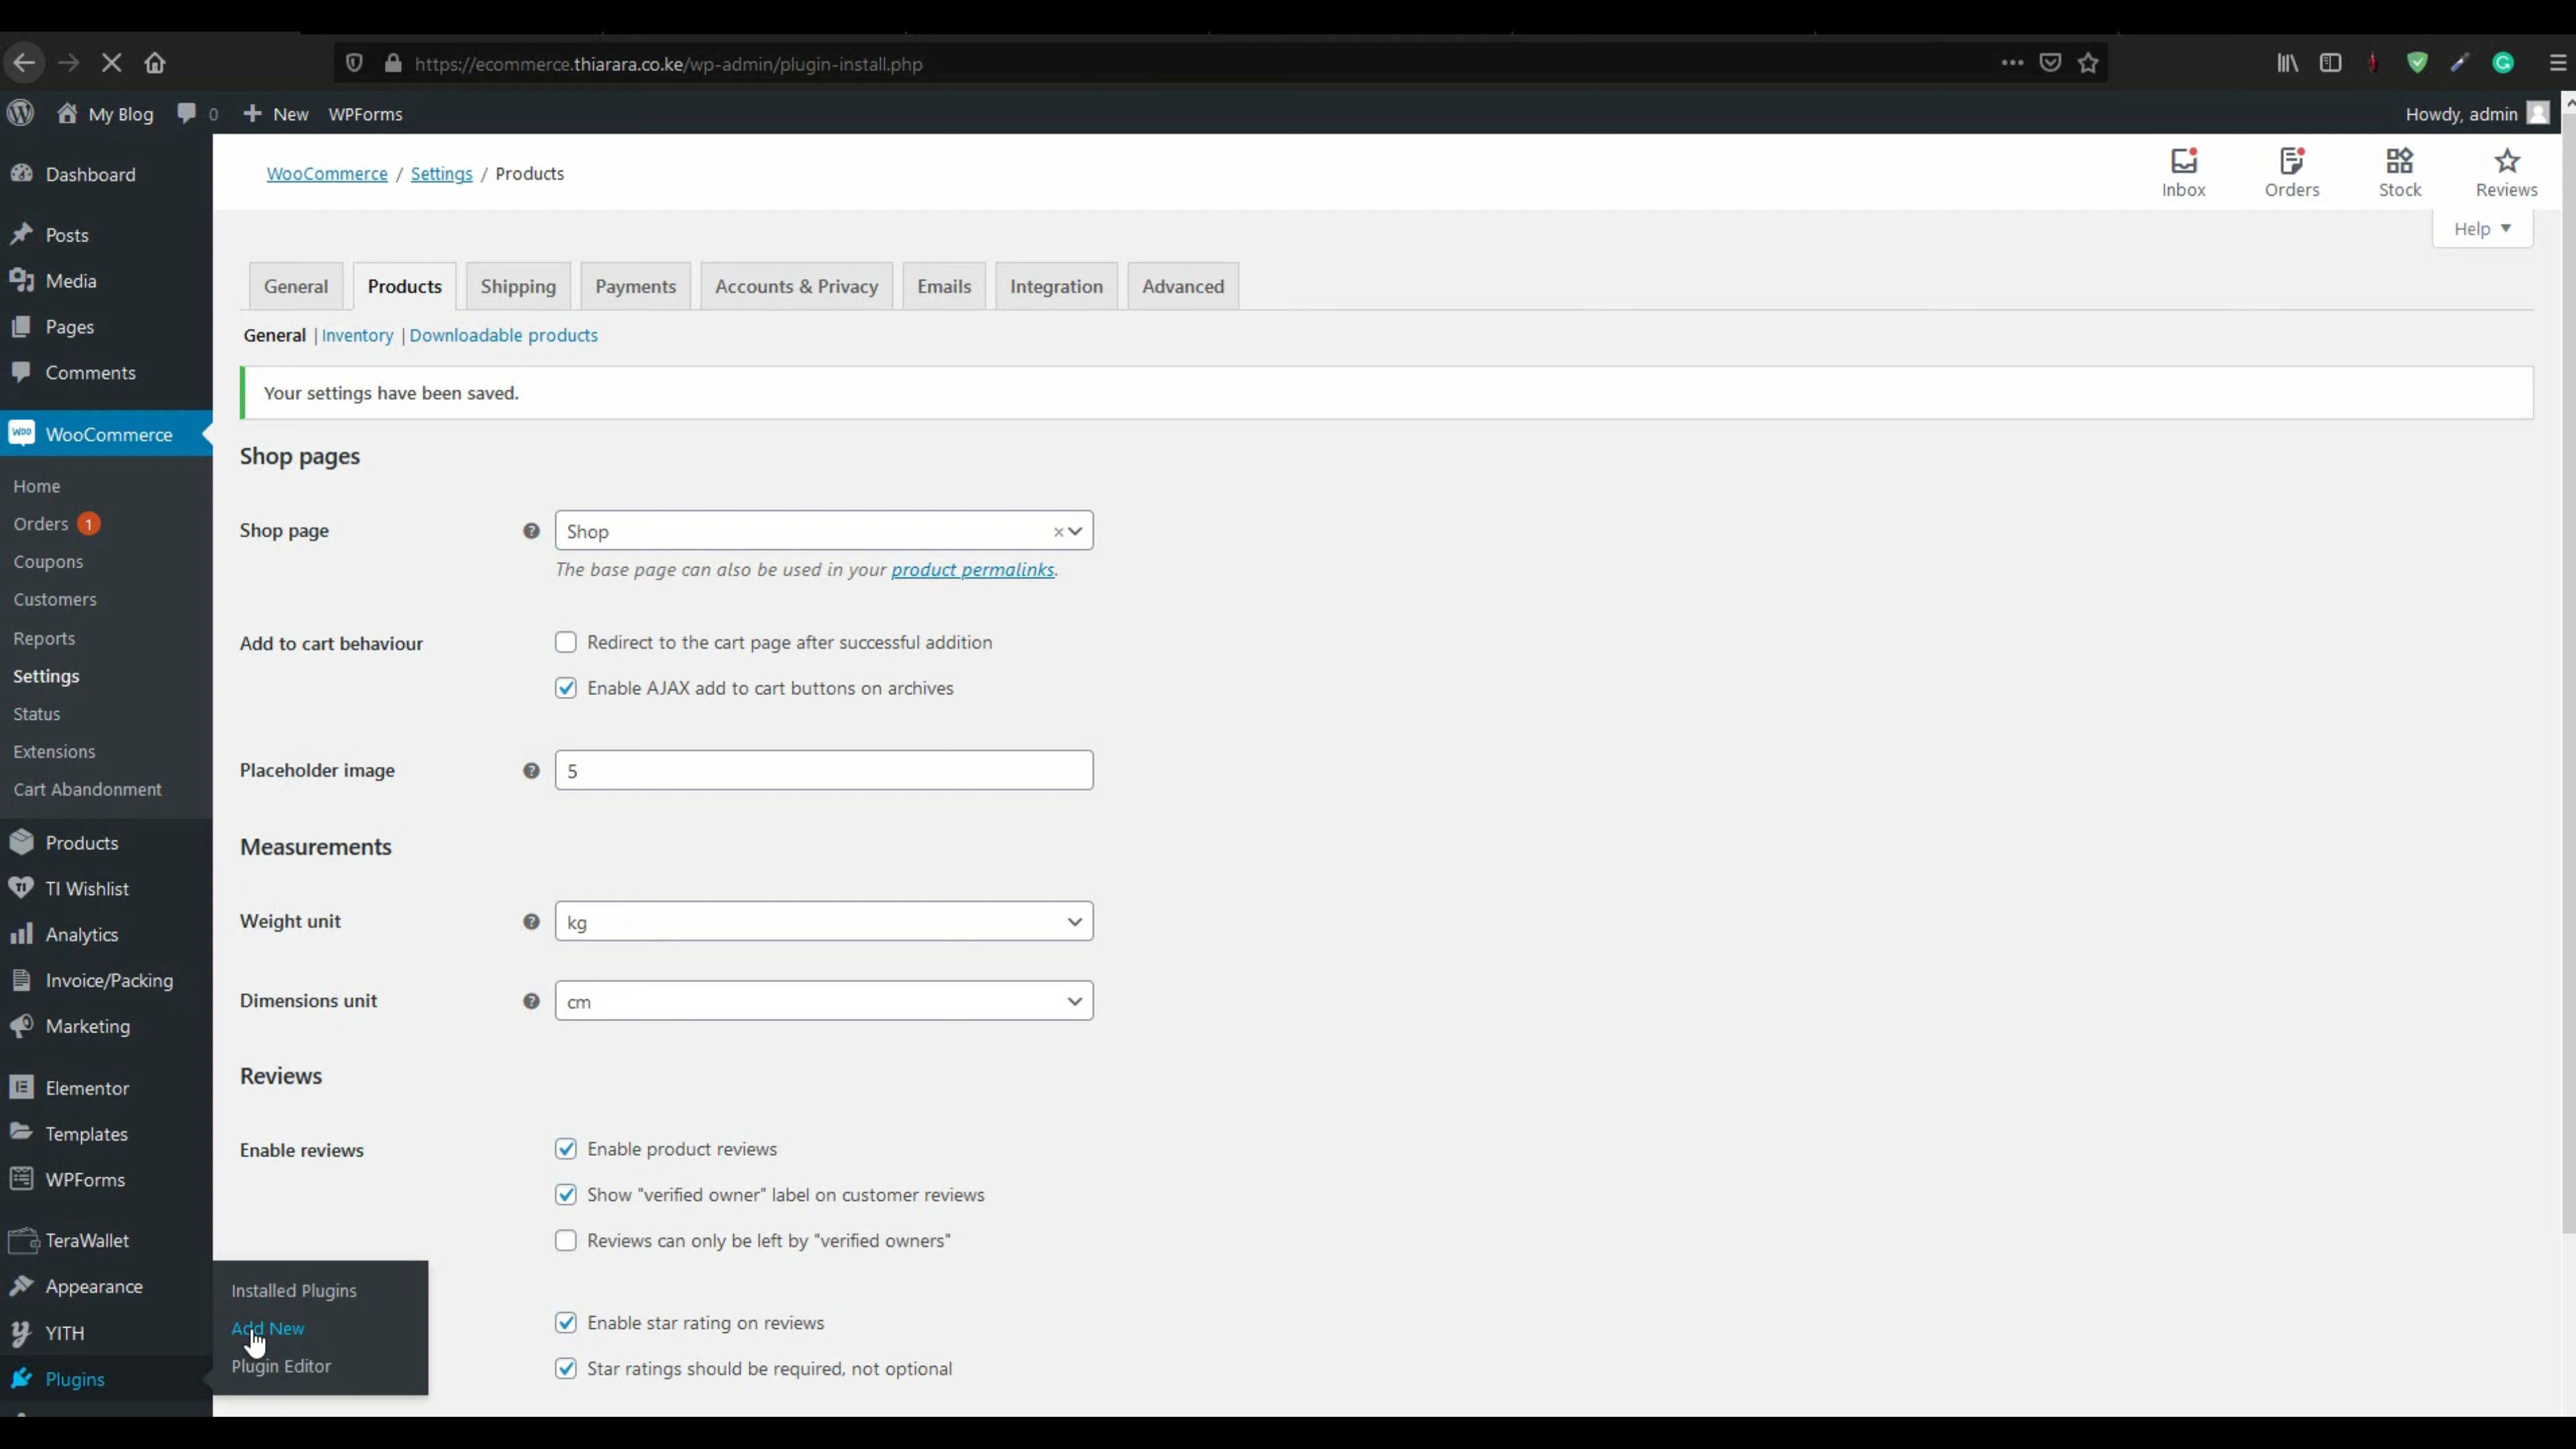 https://ecommerce.thiarara.co.ke/wp-admin/plugin-install.php
My Blog 0 New WPForms Howdy, admin
Dashboard
Posts
Media
Pages
Comments
WooCommerce
Home
Orders 1
Coupons
Customers
Reports
Settings
Status
Extensions
Cart Abandonment
Products
TI Wishlist
Analytics
Invoice/Packing
Marketing
Elementor
Templates
WPForms
TeraWallet
Appearance
YITH
Plugins
Installed Plugins
Add New
Plugin Editor
WooCommerce / Settings / Products
Inbox Orders Stock Reviews
Help
General Products Shipping Payments Accounts & Privacy Emails Integration Advanced
General | Inventory | Downloadable products
Your settings have been saved.
Shop pages
Shop page Shop
The base page can also be used in your product permalinks.
Add to cart behaviour Redirect to the cart page after successful addition
Enable AJAX add to cart buttons on archives
Placeholder image 5
Measurements
Weight unit kg
Dimensions unit cm
Reviews
Enable reviews Enable product reviews
Show "verified owner" label on customer reviews
Reviews can only be left by "verified owners"
Enable star rating on reviews
Star ratings should be required, not optional